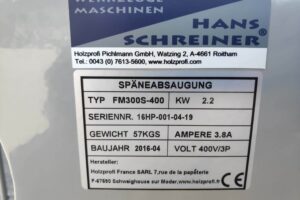 WERKZEUGE
MASCHINEN
HANS
SCHREINER®
Holzprofi Pichlmann GmbH, Watzing 2, A-4661 Roitham
Tel.: 0043 (0) 7613-5600, www.holzprofi.com
SPÄNEABSAUGUNG
TYP FM300S-400 KW 2.2
SERIENNR. 16HP-001-04-19
GEWICHT 57KGS AMPERE 3.8A
BAUJAHR 2016-04 VOLT 400V/3P
Hersteller:
Holzprofi France SARL 7,rue de la papeterie
F-67590 Schweighouse sur Moder,www.holzprofi.fr